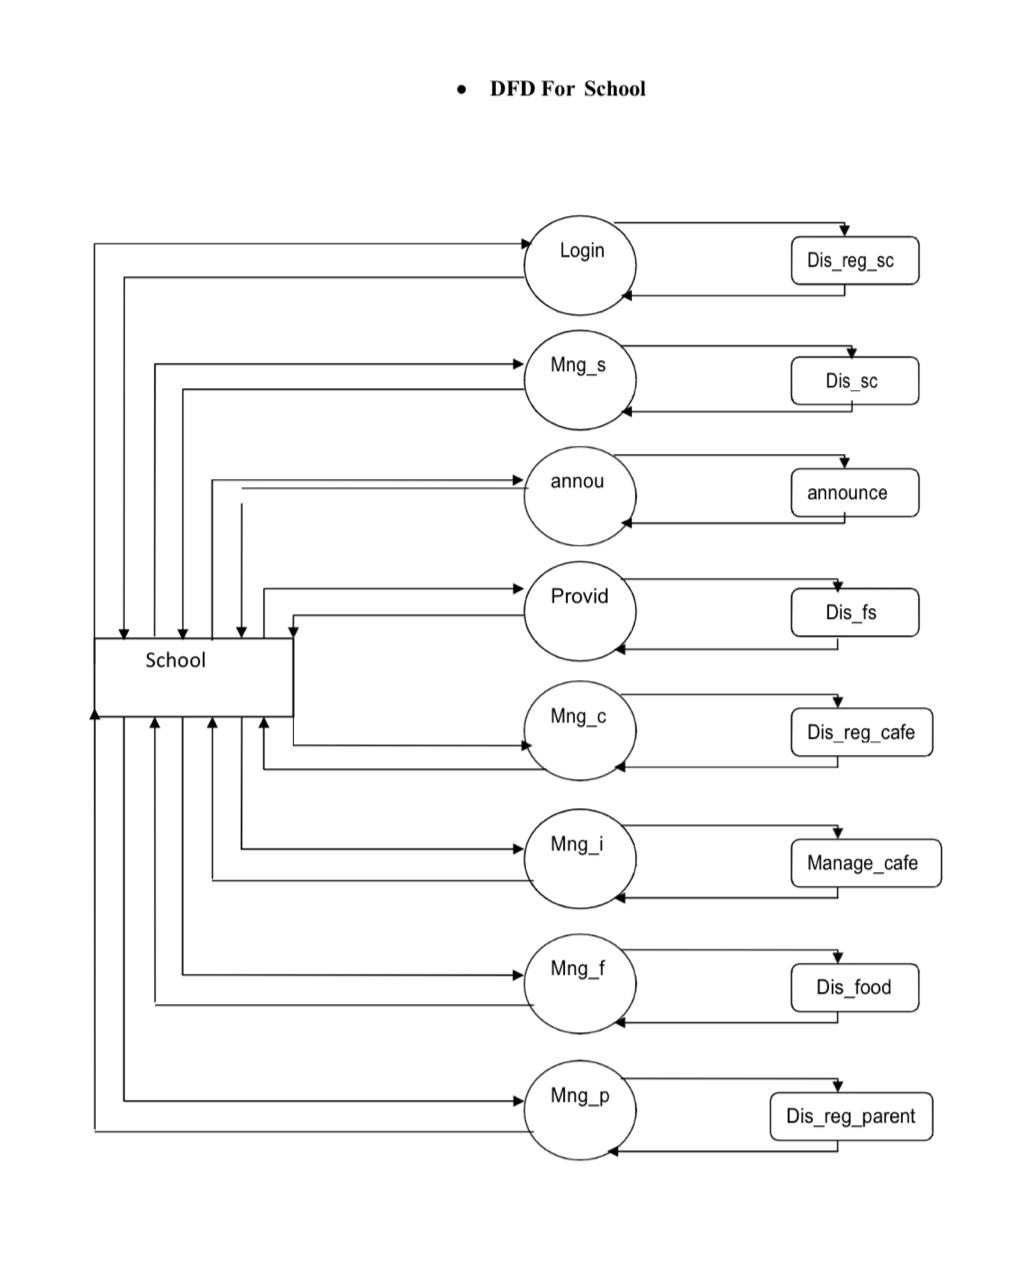 • DFD For School
Login
Dis_reg_sc
Mng_s
Dis_sc
annou
announce
Provid
Dis_fs
School
Mng_c
Dis_reg_cafe
Mng_i
Manage_cafe
Mng_f
Dis_food
Mng_p
Dis_reg_parent